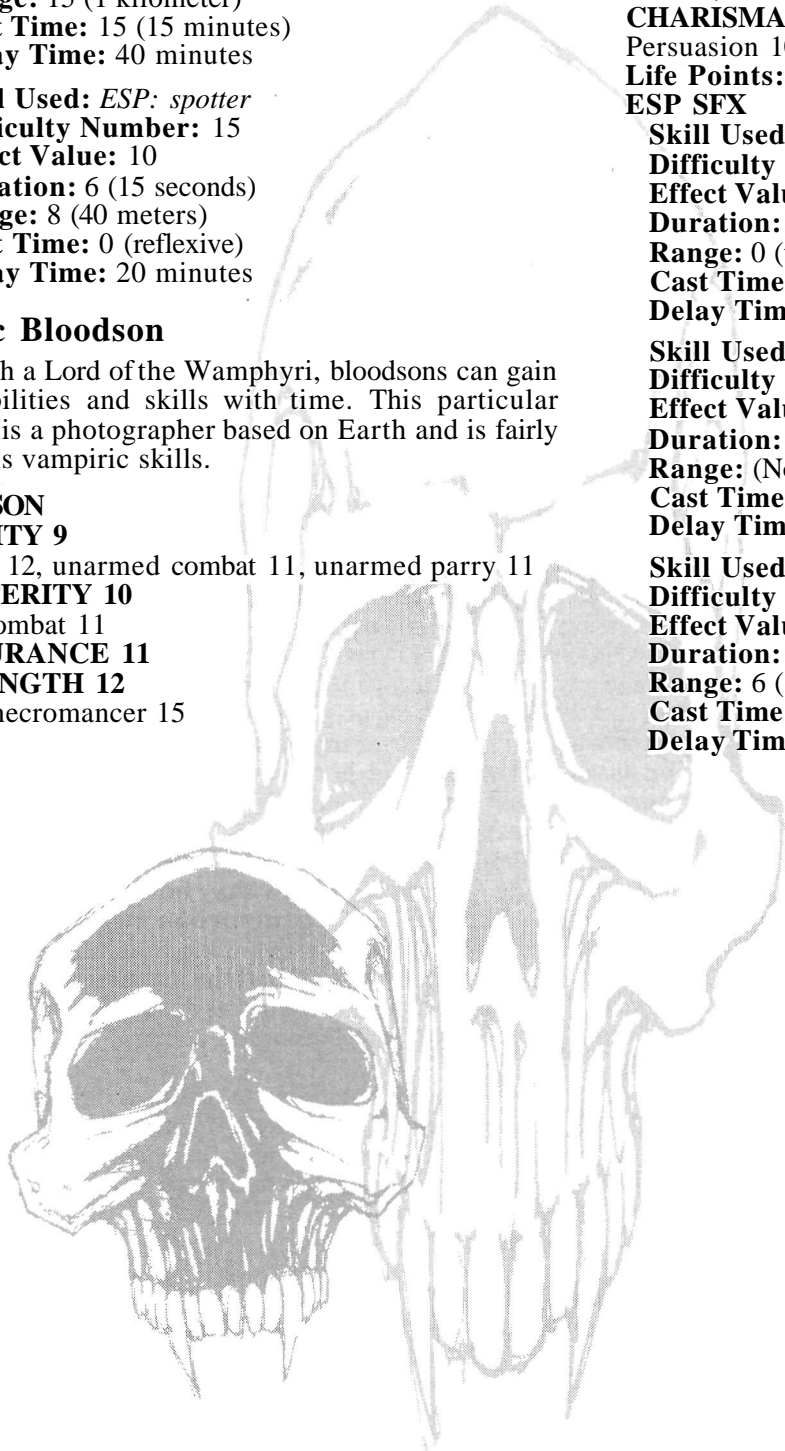 ge: 15 (1 kilometer)
t Time: 15 (15 minutes)
ay Time: 40 minutes
l Used: ESP: spotter
iculty Number: 15
ct Value: 10
ation: 6 (15 seconds)
ge: 8 (40 meters)
t Time: 0 (reflexive)
ay Time: 20 minutes
c Bloodson
h a Lord of the Wamphyri, bloodsons can gain
ilities and skills with time. This particular
is a photographer based on Earth and is fairly
s vampiric skills.
SON
ITY 9
12, unarmed combat 11, unarmed parry 11
ERITY 10
ombat 11
URANCE 11
NGTH 12
necromancer 15
CHARISMA
Persuasion 1
Life Points:
ESP SFX
Skill Used
Difficulty
Effect Val
Duration:
Range: 0 (
Cast Time
Delay Tim
Skill Used
Difficulty
Effect Val
Duration:
Range: (N
Cast Time
Delay Tim
Skill Used
Difficulty
Effect Val
Duration:
Range: 6 (
Cast Time
Delay Tim